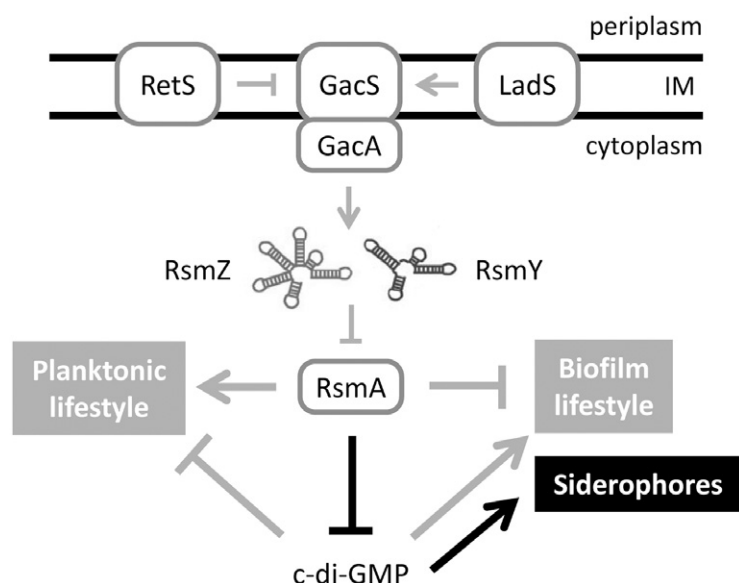 periplasm
RetS
GacS
LadS
IM
GacA
cytoplasm
RsmZ
RsmY
Planktonic
lifestyle
RsmA
Biofilm
lifestyle
Siderophores
c-di-GMP